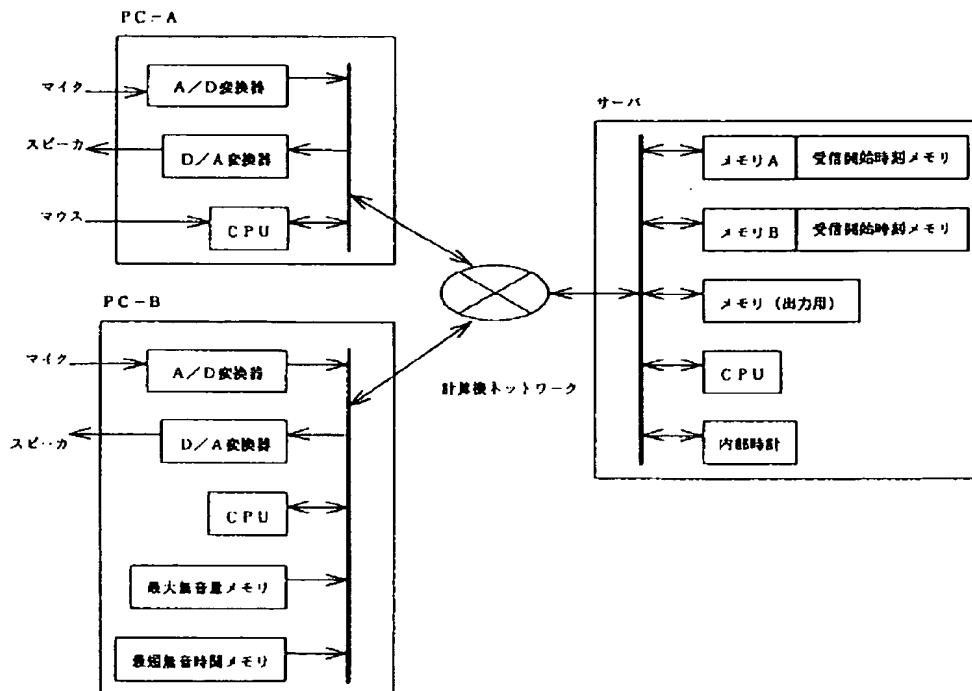 PC-A
マイク
A/D変換器
スピーカ
D/A変換器
マウス
CPU
PC-B
マイク
A/D変換器
スピーカ
D/A変換器
CPU
最大無音量メモリ
最短無音時間メモリ
計算機ネットワーク
サーバ
メモリA 受信開始時刻メモリ
メモリB 受信開始時刻メモリ
メモリ(出力用)
CPU
内部時計